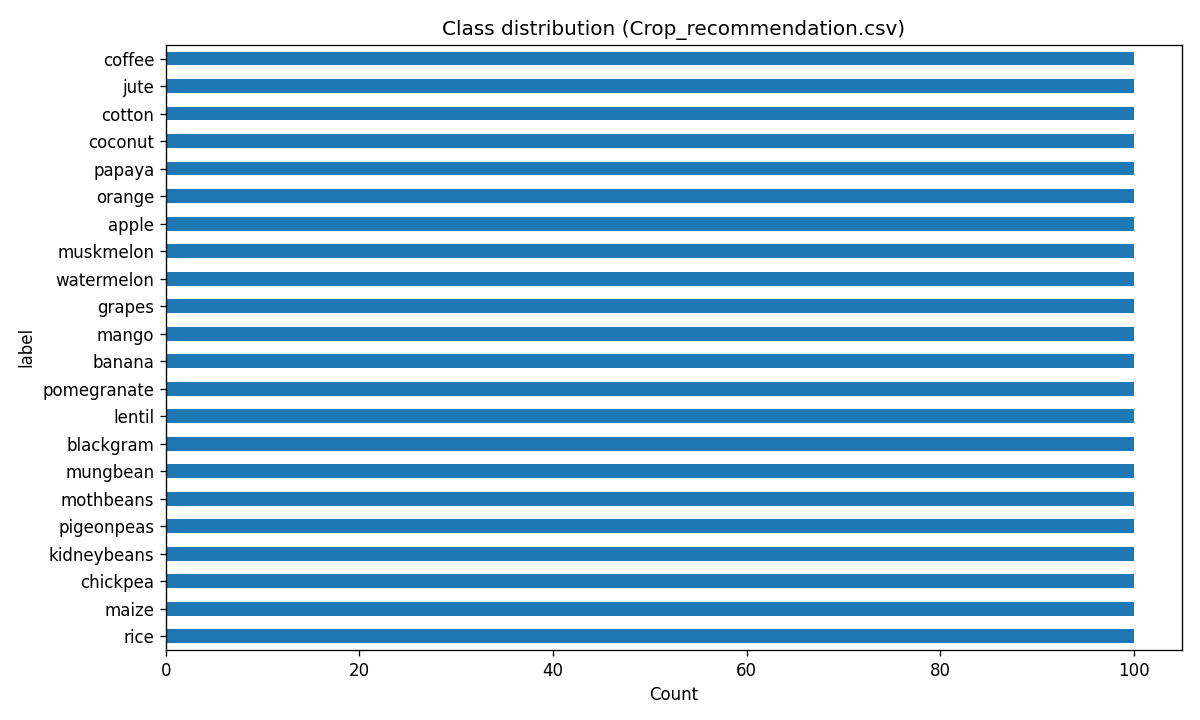 Class distribution (Crop_recommendation.csv)
coffee
jute
cotton
coconut
papaya
orange
apple
muskmelon
watermelon
grapes
mango
banana
pomegranate
lentil
blackgram
mungbean
mothbeans
pigeonpeas
kidneybeans
chickpea
maize
rice
label
0 20 40 60 80 100
Count